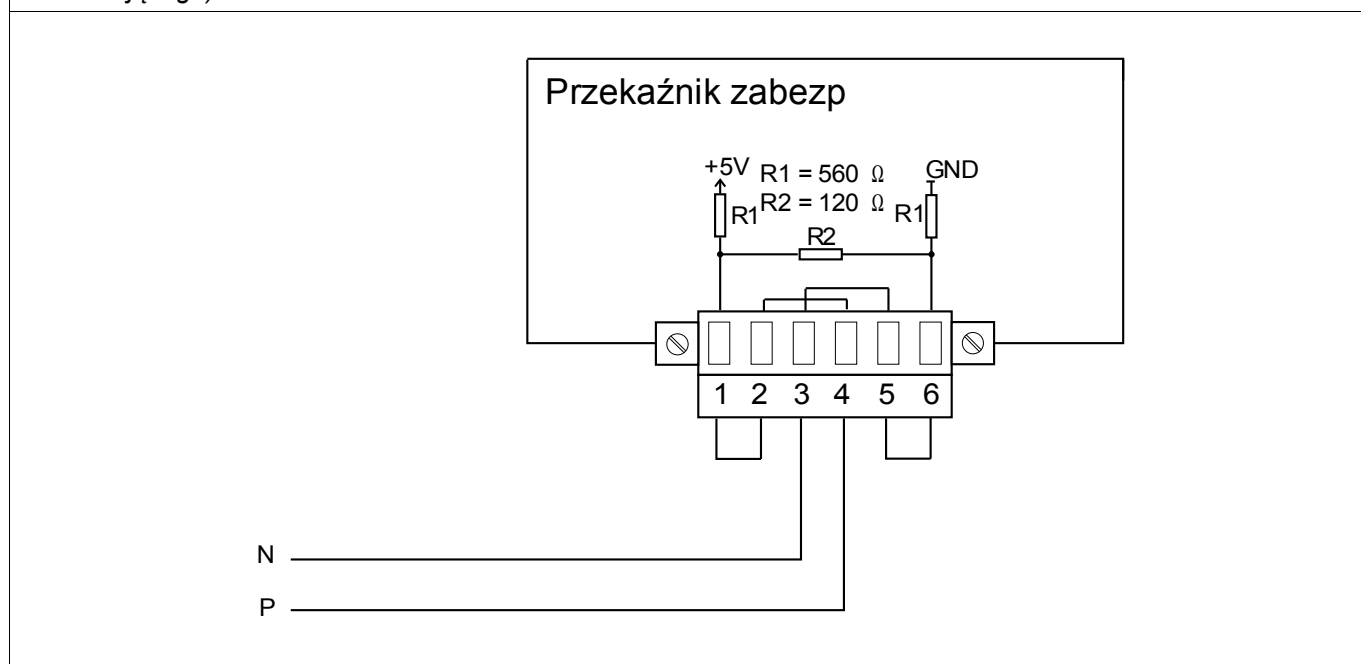 Przekaźnik zabezp
+5V R1 = 560 Ω GND
R1 R2 = 120 Ω R1
R2
1 2 3 4 5 6
N
P